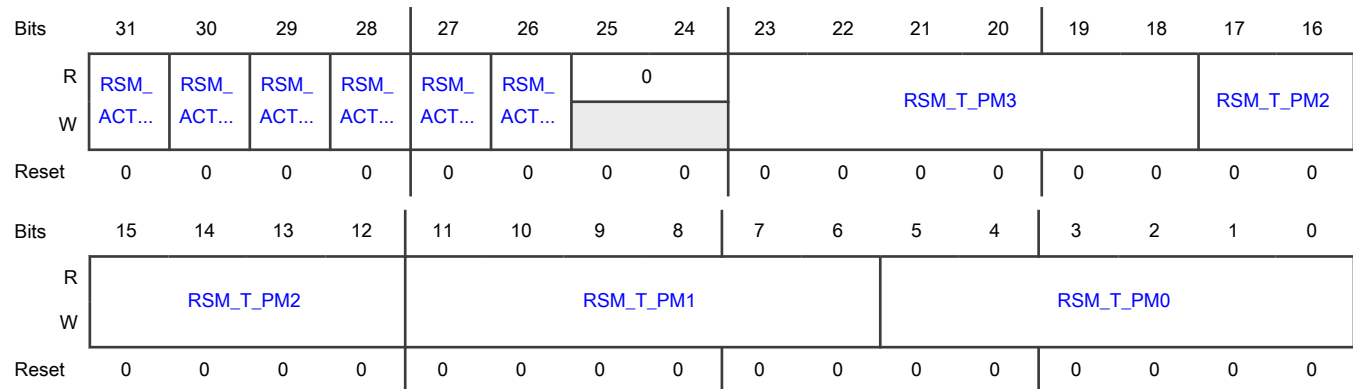 Bits 31 30 29 28 27 26 25 24 23 22 21 20 19 18 17 16
R RSM_ RSM_ RSM_ RSM_ RSM_ RSM_ 0 RSM_T_PM3 RSM_T_PM2
W ACT... ACT... ACT... ACT... ACT... ACT...
Reset 0 0 0 0 0 0 0 0 0 0 0 0 0 0 0 0
Bits 15 14 13 12 11 10 9 8 7 6 5 4 3 2 1 0
R
RSM_T_PM2 RSM_T_PM1 RSM_T_PM0
W
Reset 0 0 0 0 0 0 0 0 0 0 0 0 0 0 0 0